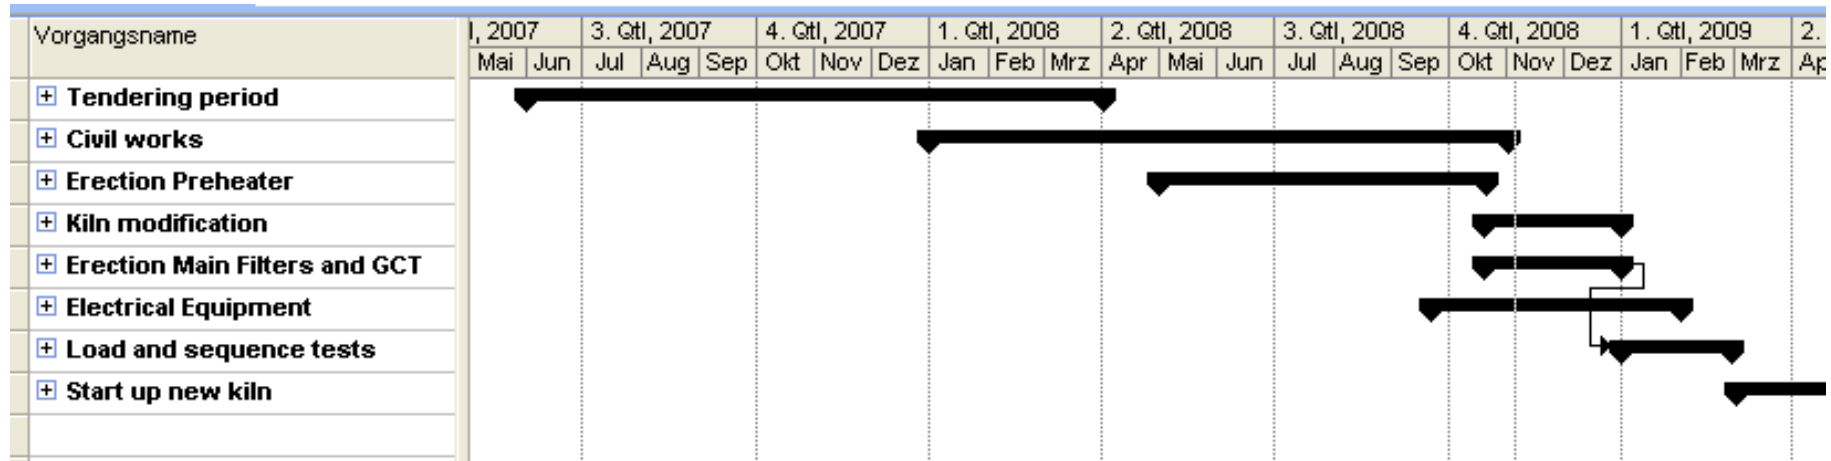 Vorgangsname
l, 2007 3. Qtl, 2007 4. Qtl, 2007 1. Qtl, 2008 2. Qtl, 2008 3. Qtl, 2008 4. Qtl, 2008 1. Qtl, 2009 2.
Mai Jun Jul Aug Sep Okt Nov Dez Jan Feb Mrz Apr Mai Jun Jul Aug Sep Okt Nov Dez Jan Feb Mrz Ap
Tendering period
Civil works
Erection Preheater
Kiln modification
Erection Main Filters and GCT
Electrical Equipment
Load and sequence tests
Start up new kiln